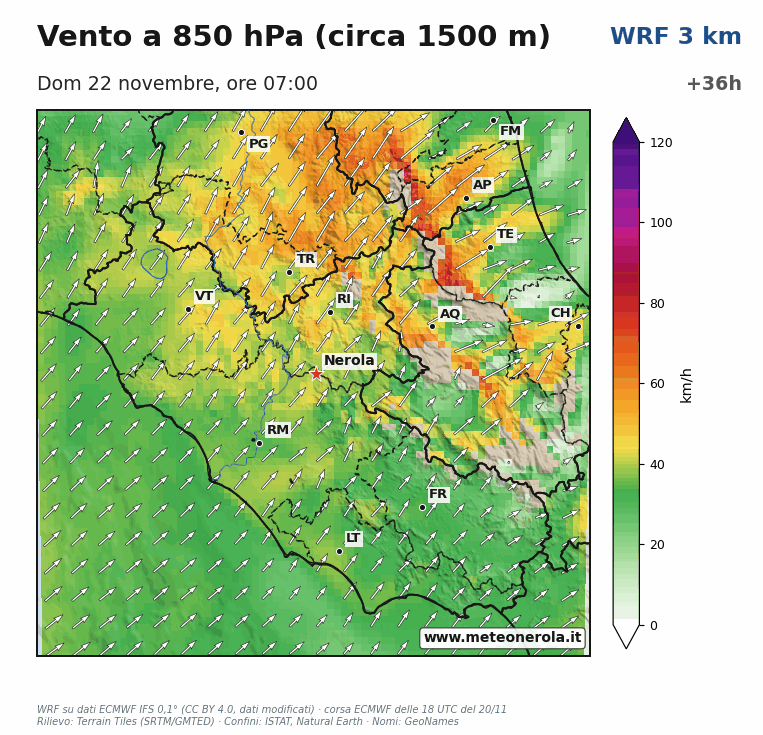 Vento a 850 hPa (circa 1500 m)
WRF 3 km
Dom 22 novembre, ore 07:00
+36h
FM
PG
AP
TE
TR
RI
VT
AQ
CH
Nerola
RM
FR
LT
www.meteonerola.it
120
100
80
60
40
20
0
km/h
WRF su dati ECMWF IFS 0,1° (CC BY 4.0, dati modificati) · corsa ECMWF delle 18 UTC del 20/11
Rilievo: Terrain Tiles (SRTM/GMTED) · Confini: ISTAT, Natural Earth · Nomi: GeoNames